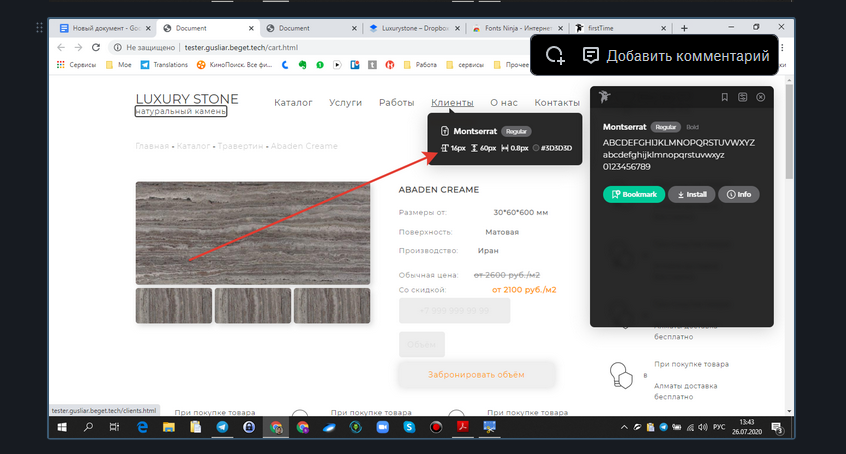 Новый документ - Goo
Document
Document
Luxurystone – Dropbox
Fonts Ninja - Интернет
firstTime
Не защищено
tester.gusliar.beget.tech/cart.html
Добавить комментарий
Сервисы
Мое
Translations
КиноПоиск. Все фи...
Работа
сервисы
Прочее
LUXURY STONE
натуральный камень
Каталог
Услуги
Работы
Клиенты
О нас
Контакты
Montserrat
Regular
16px
60px
0.8px
#3D3D3D
Montserrat
Regular
Bold
ABCDEFGHIJKLMNOPQRSTUVWXYZ
abcdefghijklmnopqrstuvwxyz
0123456789
Bookmark
Install
Info
Главная • Каталог • Травертин • Abaden Creame
ABADEN CREAME
Размеры от: 30*60*600 мм
Поверхность: Матовая
Производство: Иран
Обычная цена: от 2600 руб./м2
Со скидкой: от 2100 руб./м2
Объём
Забронировать объём
Алматы доставка
бесплатно
При покупке товара
в
Алматы доставка
бесплатно
tester.gusliar.beget.tech/clients.html
При покупке товара
При покупке товара
При покупке товара
РУС
13:43
26.07.2020
3